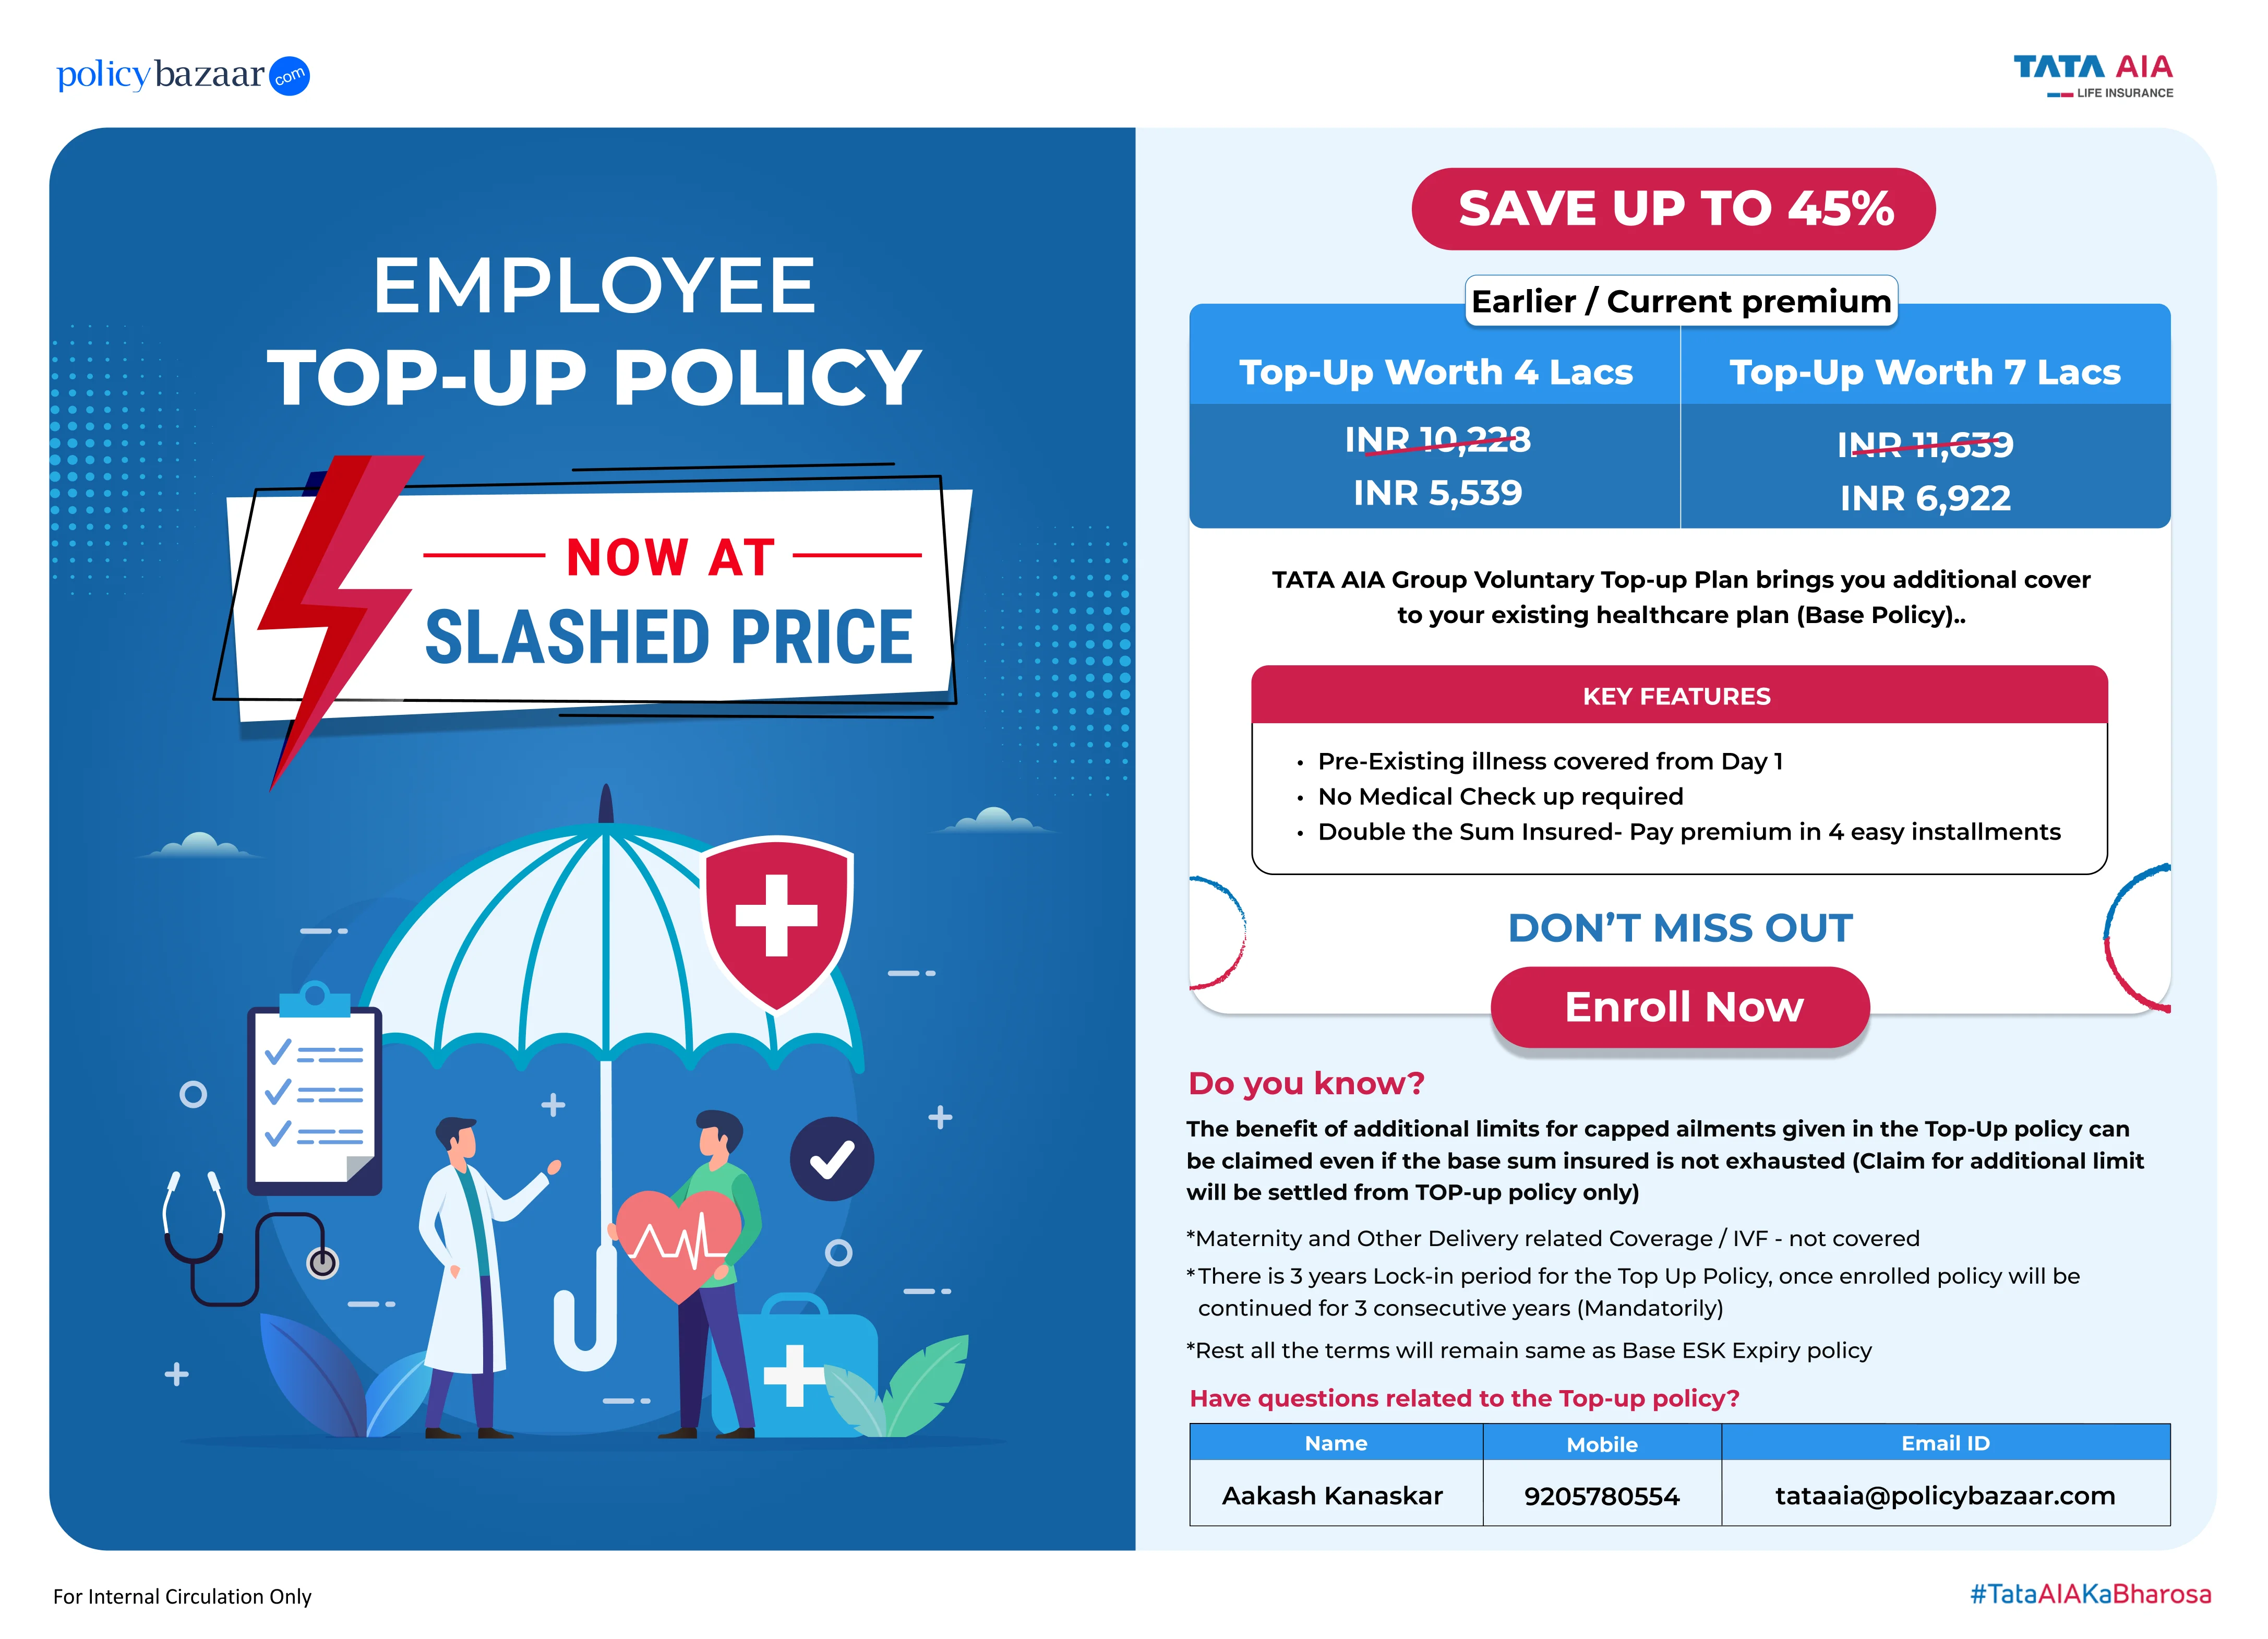 policybazaar.com
TATA AIA
LIFE INSURANCE
EMPLOYEE
TOP-UP POLICY
NOW AT
SLASHED PRICE
SAVE UP TO 45%
Earlier / Current premium
Top-Up Worth 4 Lacs
INR 10,228
INR 5,539
Top-Up Worth 7 Lacs
INR 11,639
INR 6,922
TATA AIA Group Voluntary Top-up Plan brings you additional cover
to your existing healthcare plan (Base Policy)..
KEY FEATURES
• Pre-Existing illness covered from Day 1
• No Medical Check up required
• Double the Sum Insured- Pay premium in 4 easy installments
DON'T MISS OUT
Enroll Now
Do you know?
The benefit of additional limits for capped ailments given in the Top-Up policy can
be claimed even if the base sum insured is not exhausted (Claim for additional limit
will be settled from TOP-up policy only)
*Maternity and Other Delivery related Coverage / IVF - not covered
*There is 3 years Lock-in period for the Top Up Policy, once enrolled policy will be
continued for 3 consecutive years (Mandatorily)
*Rest all the terms will remain same as Base ESK Expiry policy
Have questions related to the Top-up policy?
Name Mobile Email ID
Aakash Kanaskar 9205780554 tataaia@policybazaar.com
For Internal Circulation Only
#TataAIAKaBharosa